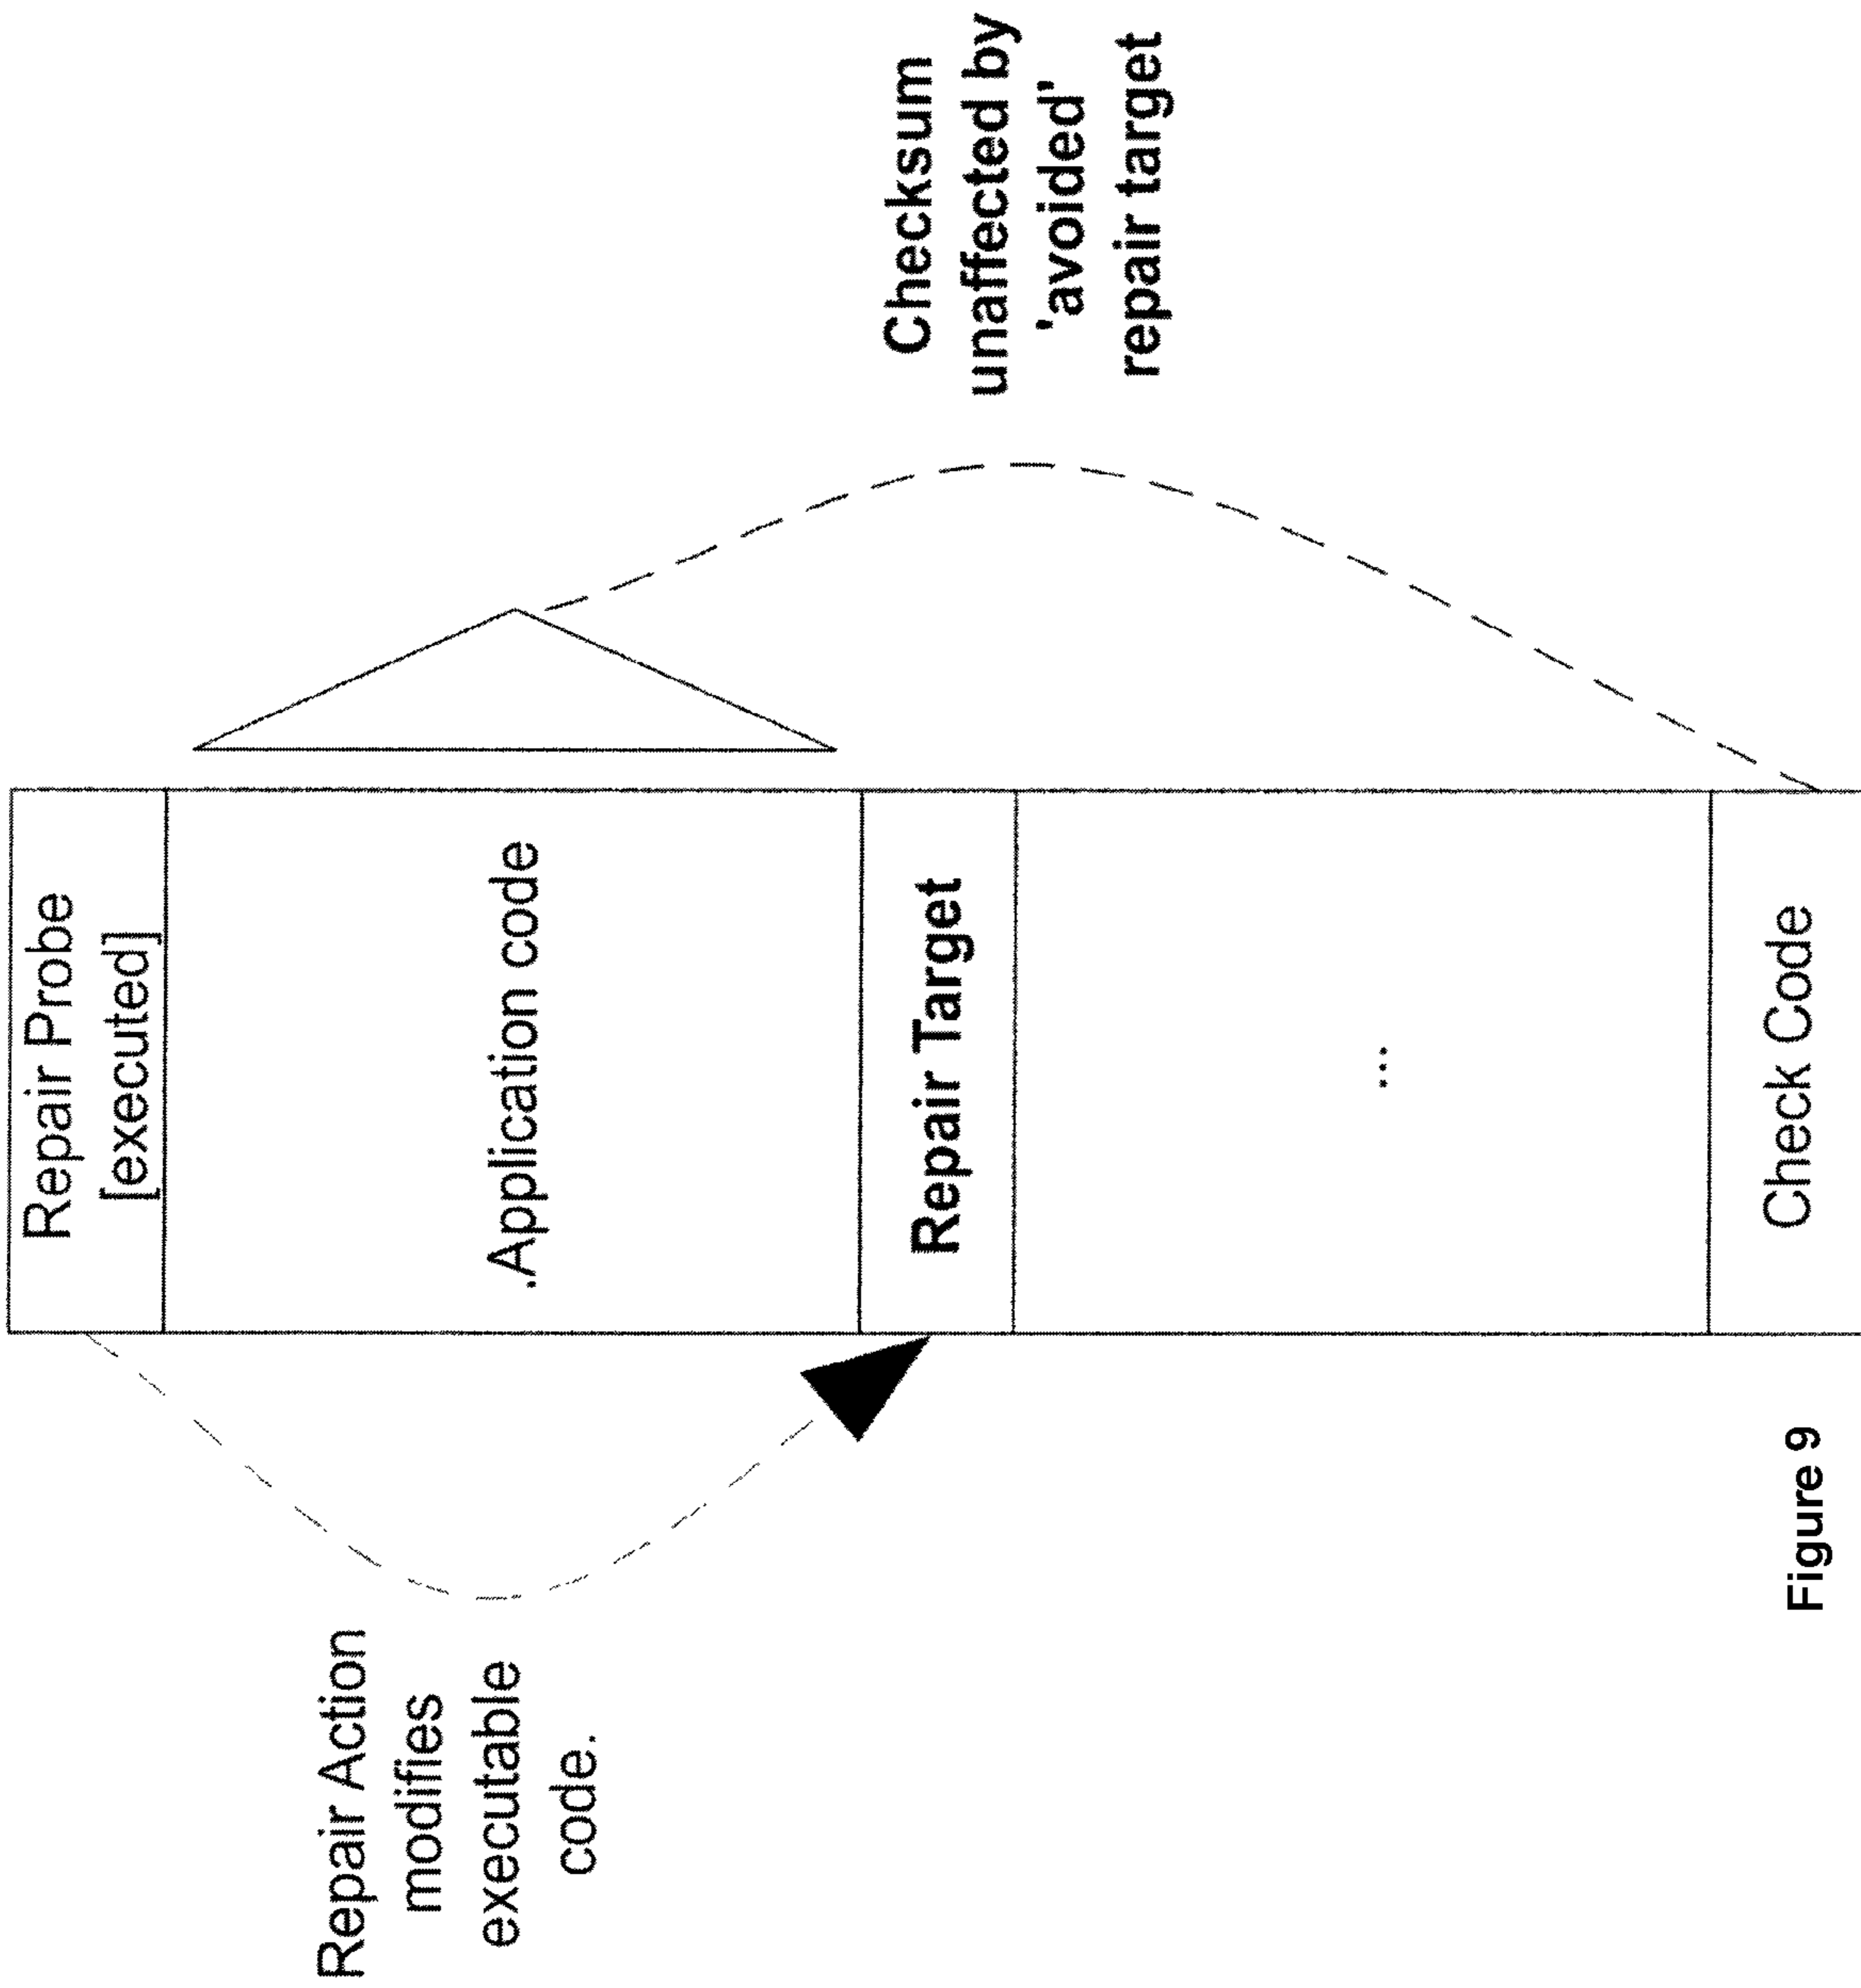 Repair Action
modifies
executable
code.
Repair Probe
[executed]
.Application code
Repair Target
...
Check Code
Checksum
unaffected by
'avoided'
repair target
Figure 9